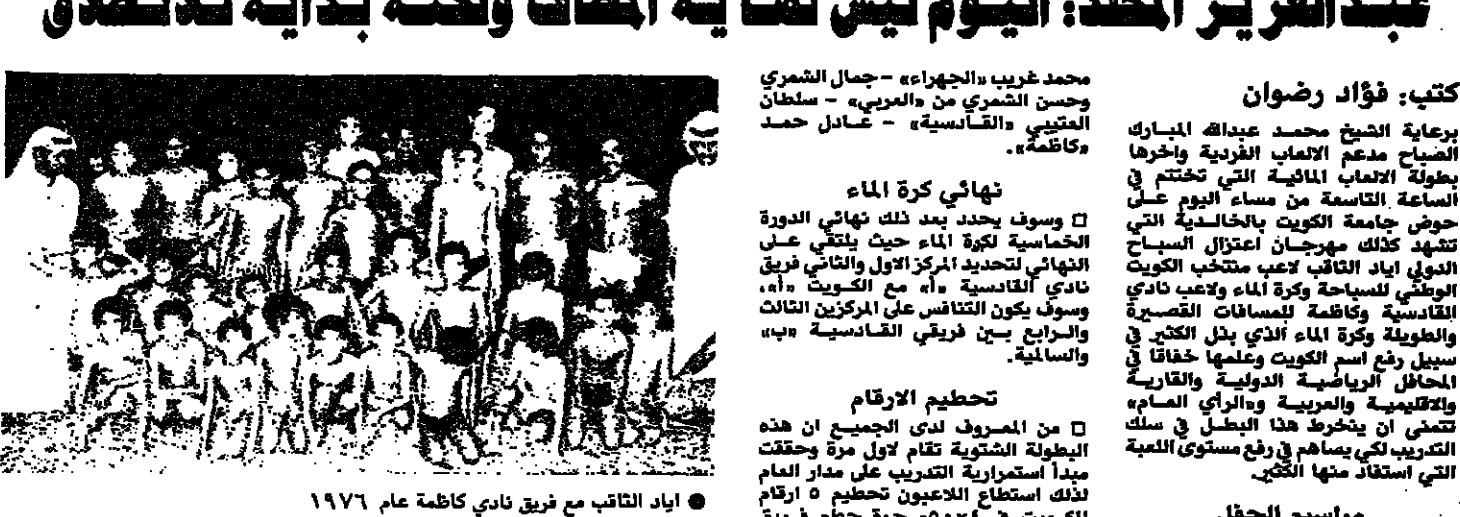 اليوم ليس نهاية المطاف ولكنه بداية
كتب: فؤاد رضوان
برعاية الشيخ محمد عبدالله المبارك
الصباح مدعم الالعاب الفردية واخرها
بطولة الالعاب المائية التي تختتم في
الساعة التاسعة من مساء اليوم على
حوض جامعة الكويت بالخالدية التي
تشهد كذلك مهرجان اعتزال السباح
الدولي اياد الثاقب لاعب منتخب الكويت
الوطني للسباحة وكرة الماء ولاعب نادي
القادسية وكاظمة للمسافات القصيرة
والطويلة وكرة الماء الذي بذل الكثير في
سبيل رفع اسم الكويت وعلمها خفاقا في
المحافل الرياضية الدولية والقارية
والاقليمية والعربية و«الرأي العام»
تتمنى ان ينخرط هذا البطل في سلك
التدريب لكي يساهم في رفع مستوى اللعبة
التي استفاد منها الكثير.
محمد غريب «الجهراء» - جمال الشمري
وحسن الشمري من «العربي» - سلطان
العتيبي «القادسية» - عادل حمد
«كاظمة».
نهائي كرة الماء
□ وسوف يحدد بعد ذلك نهائي الدورة
الخماسية لكرة الماء حيث يلتقي على
النهائي لتحديد المركز الاول والثاني فريق
نادي القادسية «أ» مع الكويت «أ»،
وسوف يكون التنافس على المركزين الثالث
والرابع بين فريقي القادسية «ب»
والسالمية.
تحطيم الارقام
□ من المعروف لدى الجميع ان هذه
البطولة الشتوية تقام لاول مرة وحققت
مبدأ استمرارية التدريب على مدار العام
لذلك استطاع اللاعبون تحطيم ٥ ارقام
● اياد الثاقب مع فريق نادي كاظمة عام ١٩٧٦